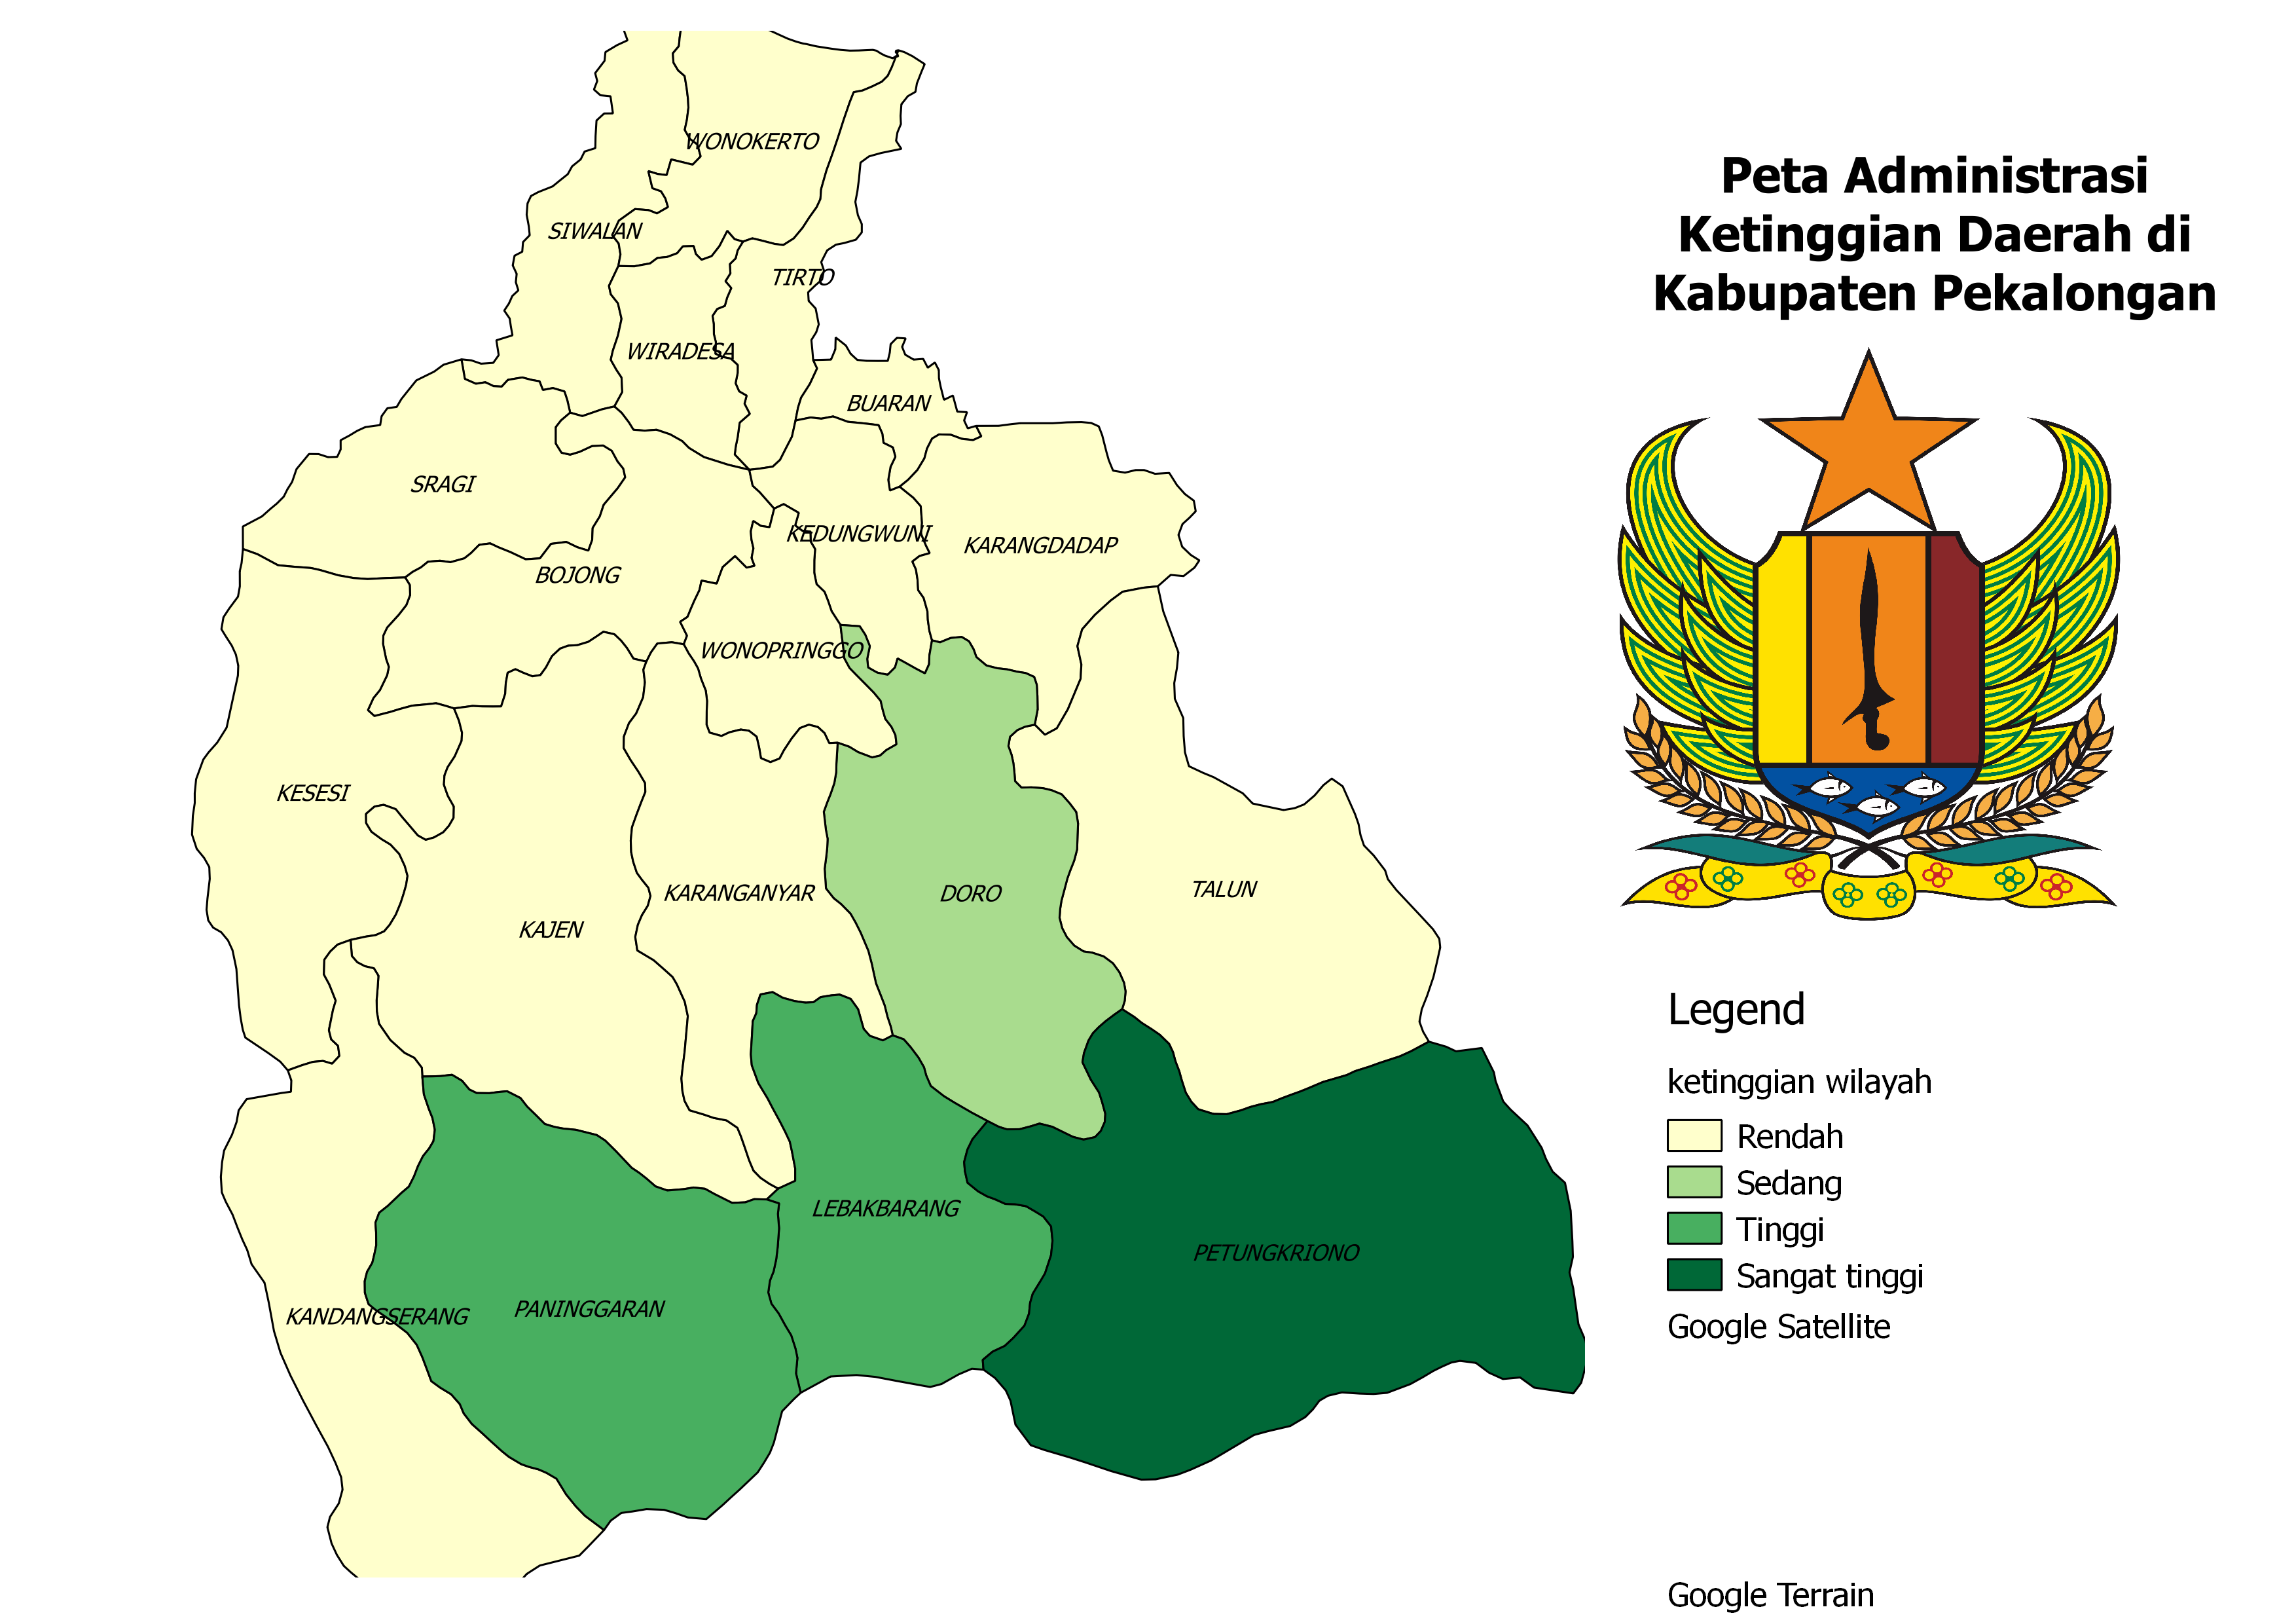 Peta Administrasi
Ketinggian Daerah di
Kabupaten Pekalongan
WONOKERTO
SIWALAN
TIRTO
WIRADESA
BUARAN
SRAGI
KEDUNGWUNI
KARANGDADAP
BOJONG
WONOPRINGGO
KESESI
KARANGANYAR
DORO
TALUN
KAJEN
LEBAKBARANG
PETUNGKRIONO
PANINGGARAN
KANDANGSERANG
Legend
ketinggian wilayah
Rendah
Sedang
Tinggi
Sangat tinggi
Google Satellite
Google Terrain